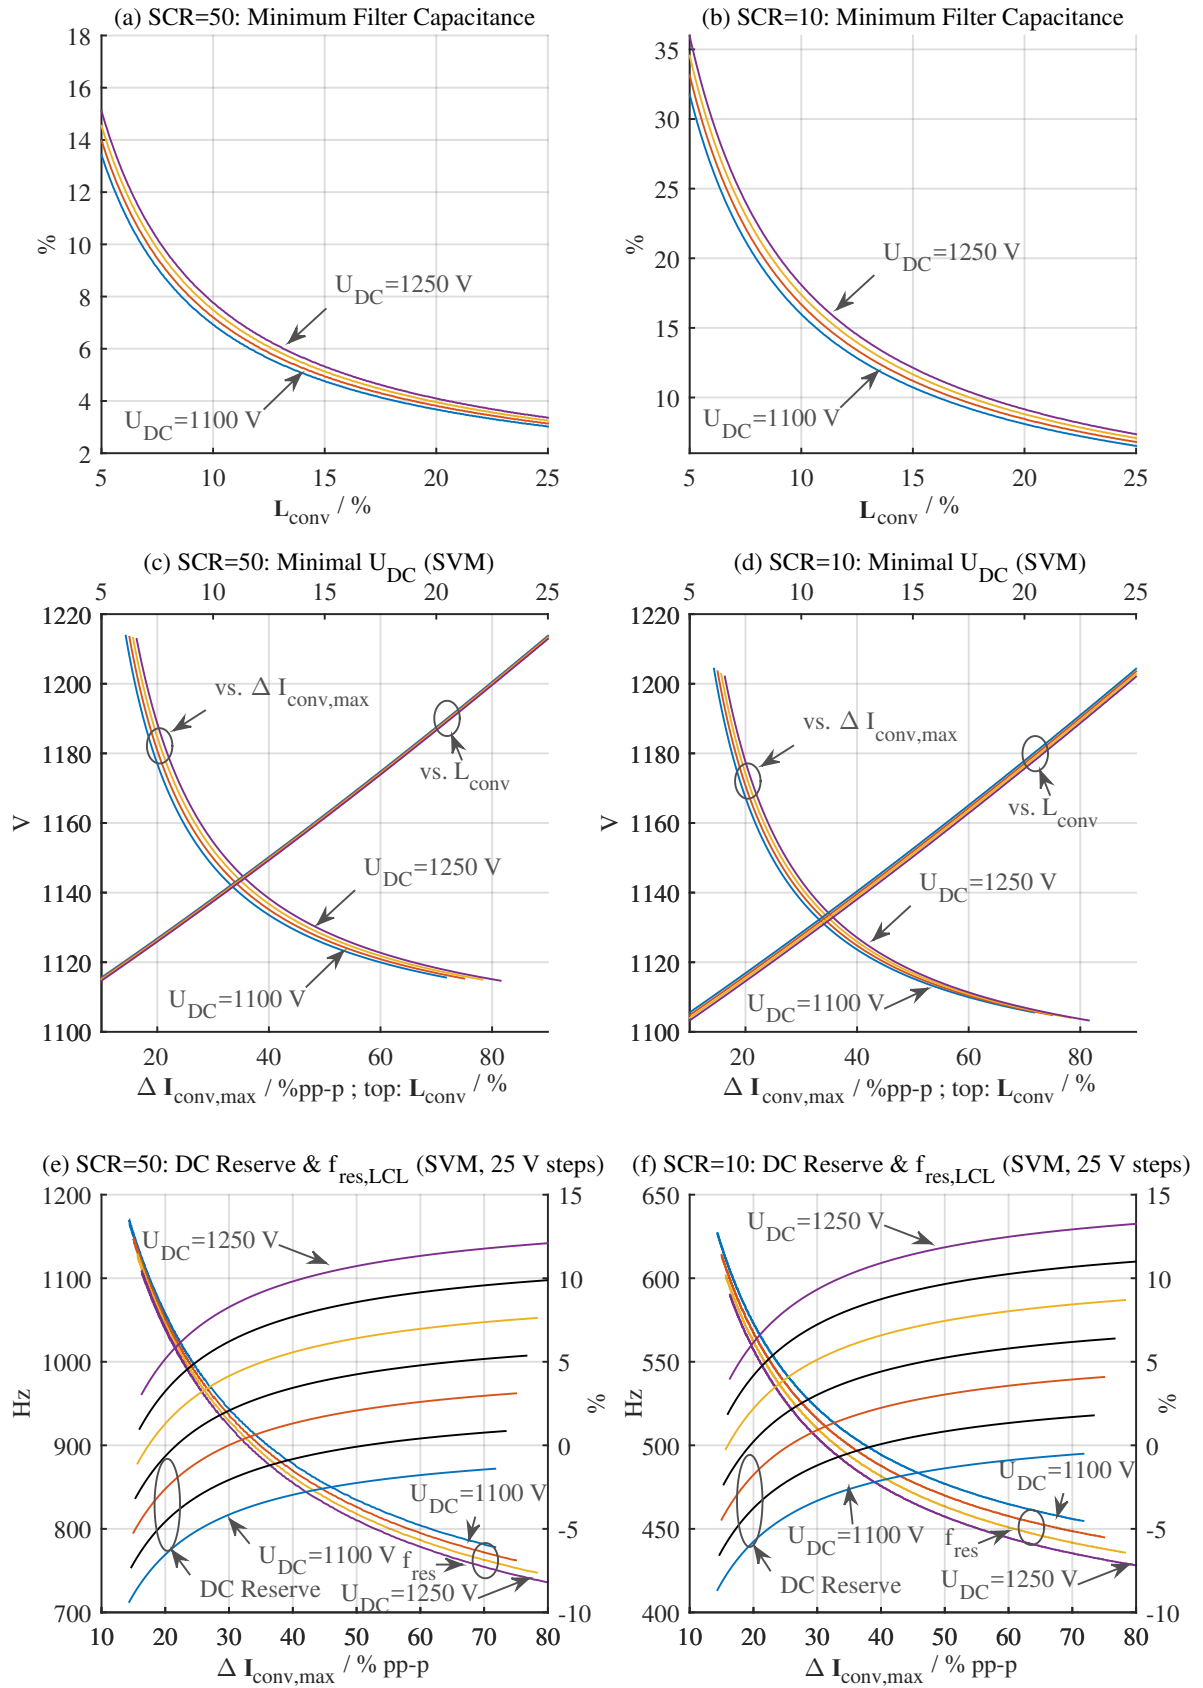 (a) SCR=50: Minimum Filter Capacitance
18
16
14
12
10
8
6
4
2
%
U_DC=1250 V
U_DC=1100 V
5 10 15 20 25
L_conv / %
(b) SCR=10: Minimum Filter Capacitance
35
30
25
20
15
10
%
U_DC=1250 V
U_DC=1100 V
5 10 15 20 25
L_conv / %
(c) SCR=50: Minimal U_DC (SVM)
5 10 15 20 25
1220
1200
1180
1160
1140
1120
1100
V
vs. Δ I_conv,max
vs. L_conv
U_DC=1250 V
U_DC=1100 V
20 40 60 80
Δ I_conv,max / %pp-p ; top: L_conv / %
(d) SCR=10: Minimal U_DC (SVM)
5 10 15 20 25
1220
1200
1180
1160
1140
1120
1100
V
vs. Δ I_conv,max
vs. L_conv
U_DC=1250 V
U_DC=1100 V
20 40 60 80
Δ I_conv,max / %pp-p ; top: L_conv / %
(e) SCR=50: DC Reserve & f_res,LCL (SVM, 25 V steps)
1200
1100
1000
900
800
700
Hz
15
10
5
0
-5
-10
%
U_DC=1250 V
U_DC=1100 V
U_DC=1100 V
f_res
DC Reserve
U_DC=1250 V
10 20 30 40 50 60 70 80
Δ I_conv,max / % pp-p
(f) SCR=10: DC Reserve & f_res,LCL (SVM, 25 V steps)
650
600
550
500
450
400
Hz
15
10
5
0
-5
-10
%
U_DC=1250 V
U_DC=1100 V
U_DC=1100 V
f_res
DC Reserve
U_DC=1250 V
10 20 30 40 50 60 70 80
Δ I_conv,max / % pp-p